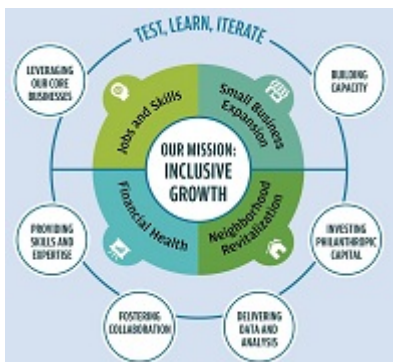 TEST, LEARN, ITERATE
LEVERAGING
OUR CORE
BUSINESSES
BUILDING
CAPACITY
Jobs and Skills
Small Business
Expansion
OUR MISSION:
INCLUSIVE
GROWTH
Financial Health
Neighborhood
Revitalization
PROVIDING
SKILLS AND
EXPERTISE
INVESTING
PHILANTHROPIC
CAPITAL
FOSTERING
COLLABORATION
DELIVERING
DATA AND
ANALYSIS